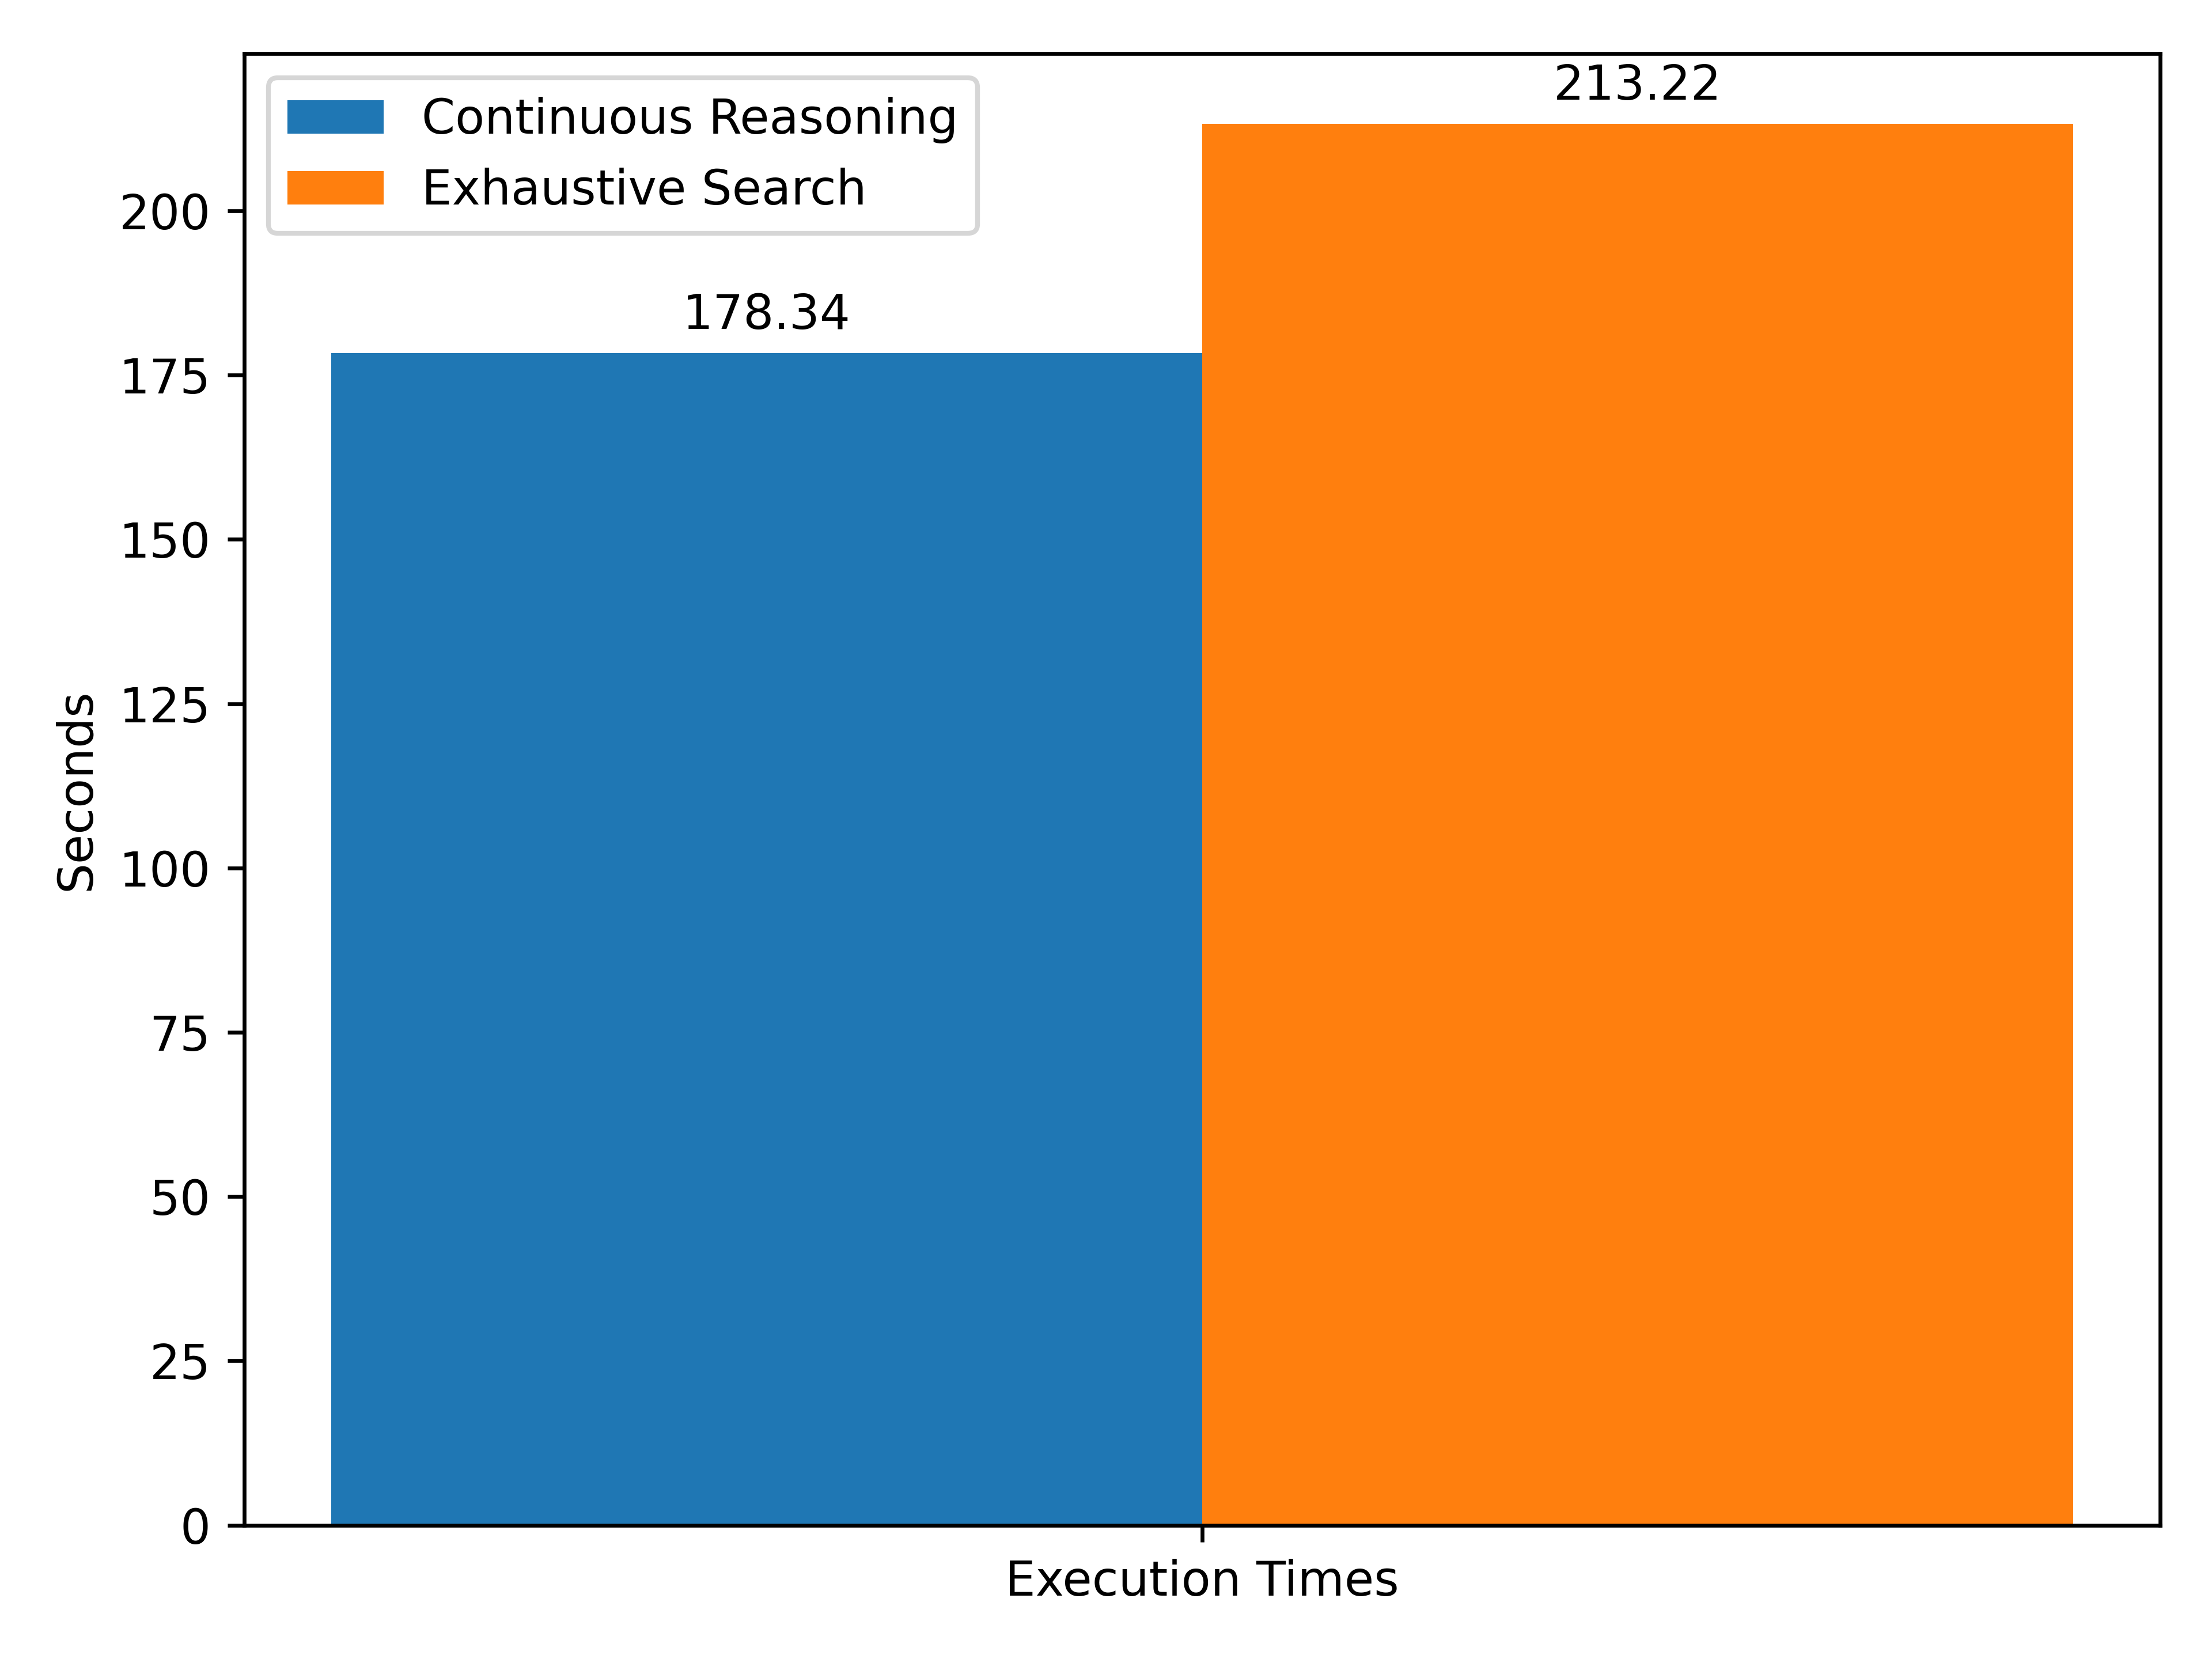 Continuous Reasoning
Exhaustive Search
213.22
178.34
200
175
150
125
100
75
50
25
0
Seconds
Execution Times